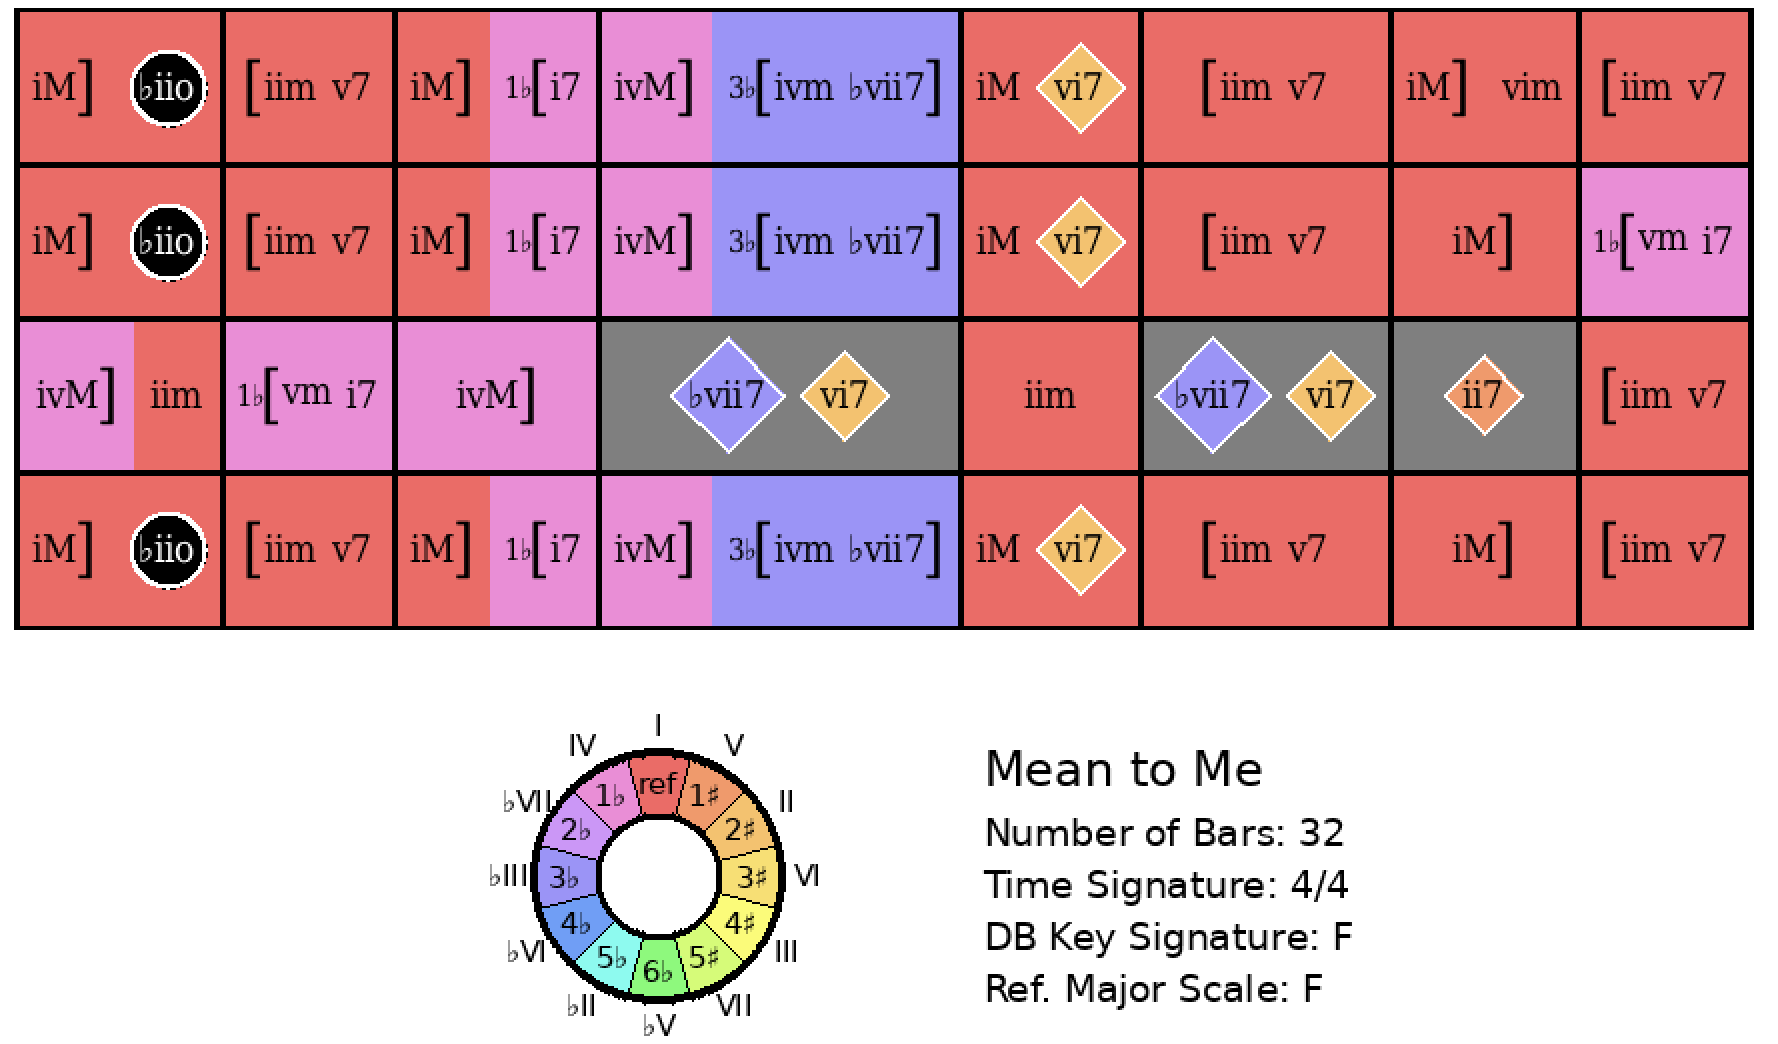 iM] ♭iio [iim v7 iM] 1♭[i7 ivM] 3♭[ivm ♭vii7] iM vi7 [iim v7 iM] vim [iim v7
iM] ♭iio [iim v7 iM] 1♭[i7 ivM] 3♭[ivm ♭vii7] iM vi7 [iim v7 iM] 1♭[vm i7
ivM] iim 1♭[vm i7 ivM] ♭vii7 vi7 iim ♭vii7 vi7 ii7 [iim v7
iM] ♭iio [iim v7 iM] 1♭[i7 ivM] 3♭[ivm ♭vii7] iM vi7 [iim v7 iM] [iim v7
I
IV V
♭VII II
♭III VI
♭VI III
♭II VII
♭V
ref
1♭ 1♯
2♭ 2♯
3♭ 3♯
4♭ 4♯
5♭ 5♯
6♭
Mean to Me
Number of Bars: 32
Time Signature: 4/4
DB Key Signature: F
Ref. Major Scale: F